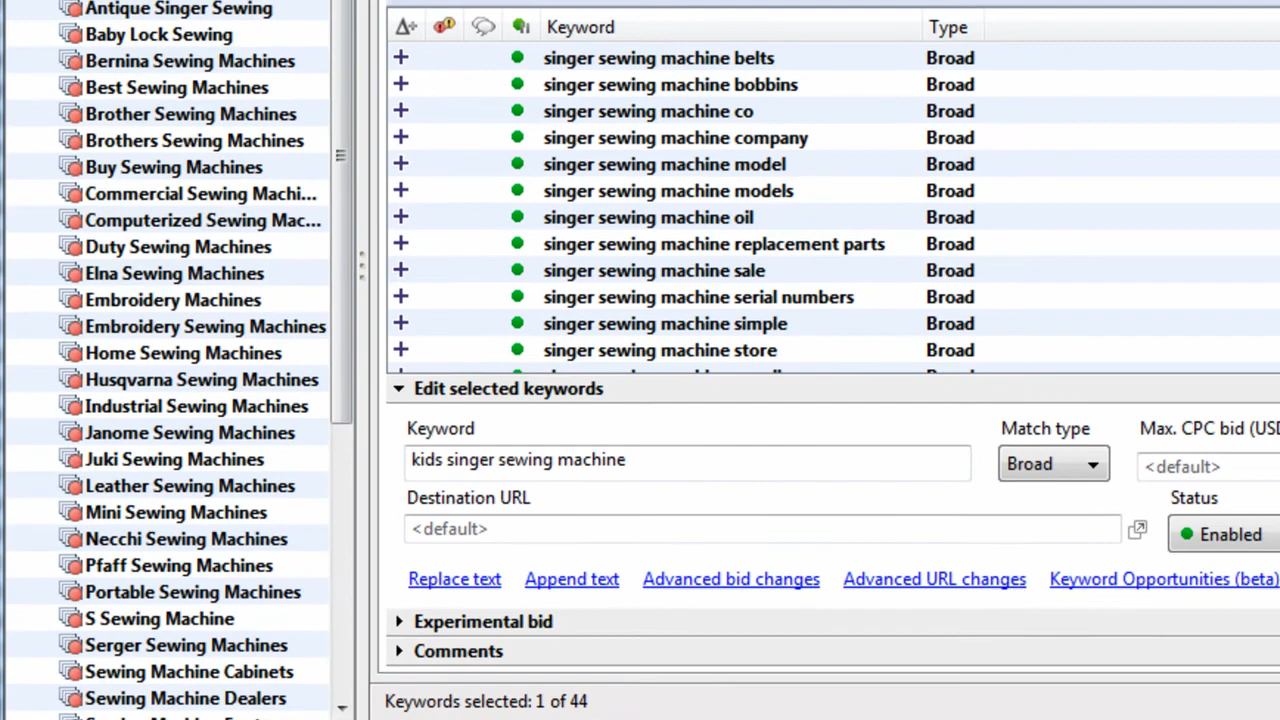 Antique Singer Sewing
Baby Lock Sewing
Bernina Sewing Machines
Best Sewing Machines
Brother Sewing Machines
Brothers Sewing Machines
Buy Sewing Machines
Commercial Sewing Machi...
Computerized Sewing Mac...
Duty Sewing Machines
Elna Sewing Machines
Embroidery Machines
Embroidery Sewing Machines
Home Sewing Machines
Husqvarna Sewing Machines
Industrial Sewing Machines
Janome Sewing Machines
Juki Sewing Machines
Leather Sewing Machines
Mini Sewing Machines
Necchi Sewing Machines
Pfaff Sewing Machines
Portable Sewing Machines
S Sewing Machine
Serger Sewing Machines
Sewing Machine Cabinets
Sewing Machine Dealers
Keyword Type
singer sewing machine belts Broad
singer sewing machine bobbins Broad
singer sewing machine co Broad
singer sewing machine company Broad
singer sewing machine model Broad
singer sewing machine models Broad
singer sewing machine oil Broad
singer sewing machine replacement parts Broad
singer sewing machine sale Broad
singer sewing machine serial numbers Broad
singer sewing machine simple Broad
singer sewing machine store Broad
Edit selected keywords
Keyword Match type Max. CPC bid (USD
kids singer sewing machine Broad <default>
Destination URL Status
<default> Enabled
Replace text Append text Advanced bid changes Advanced URL changes Keyword Opportunities (beta)
Experimental bid
Comments
Keywords selected: 1 of 44